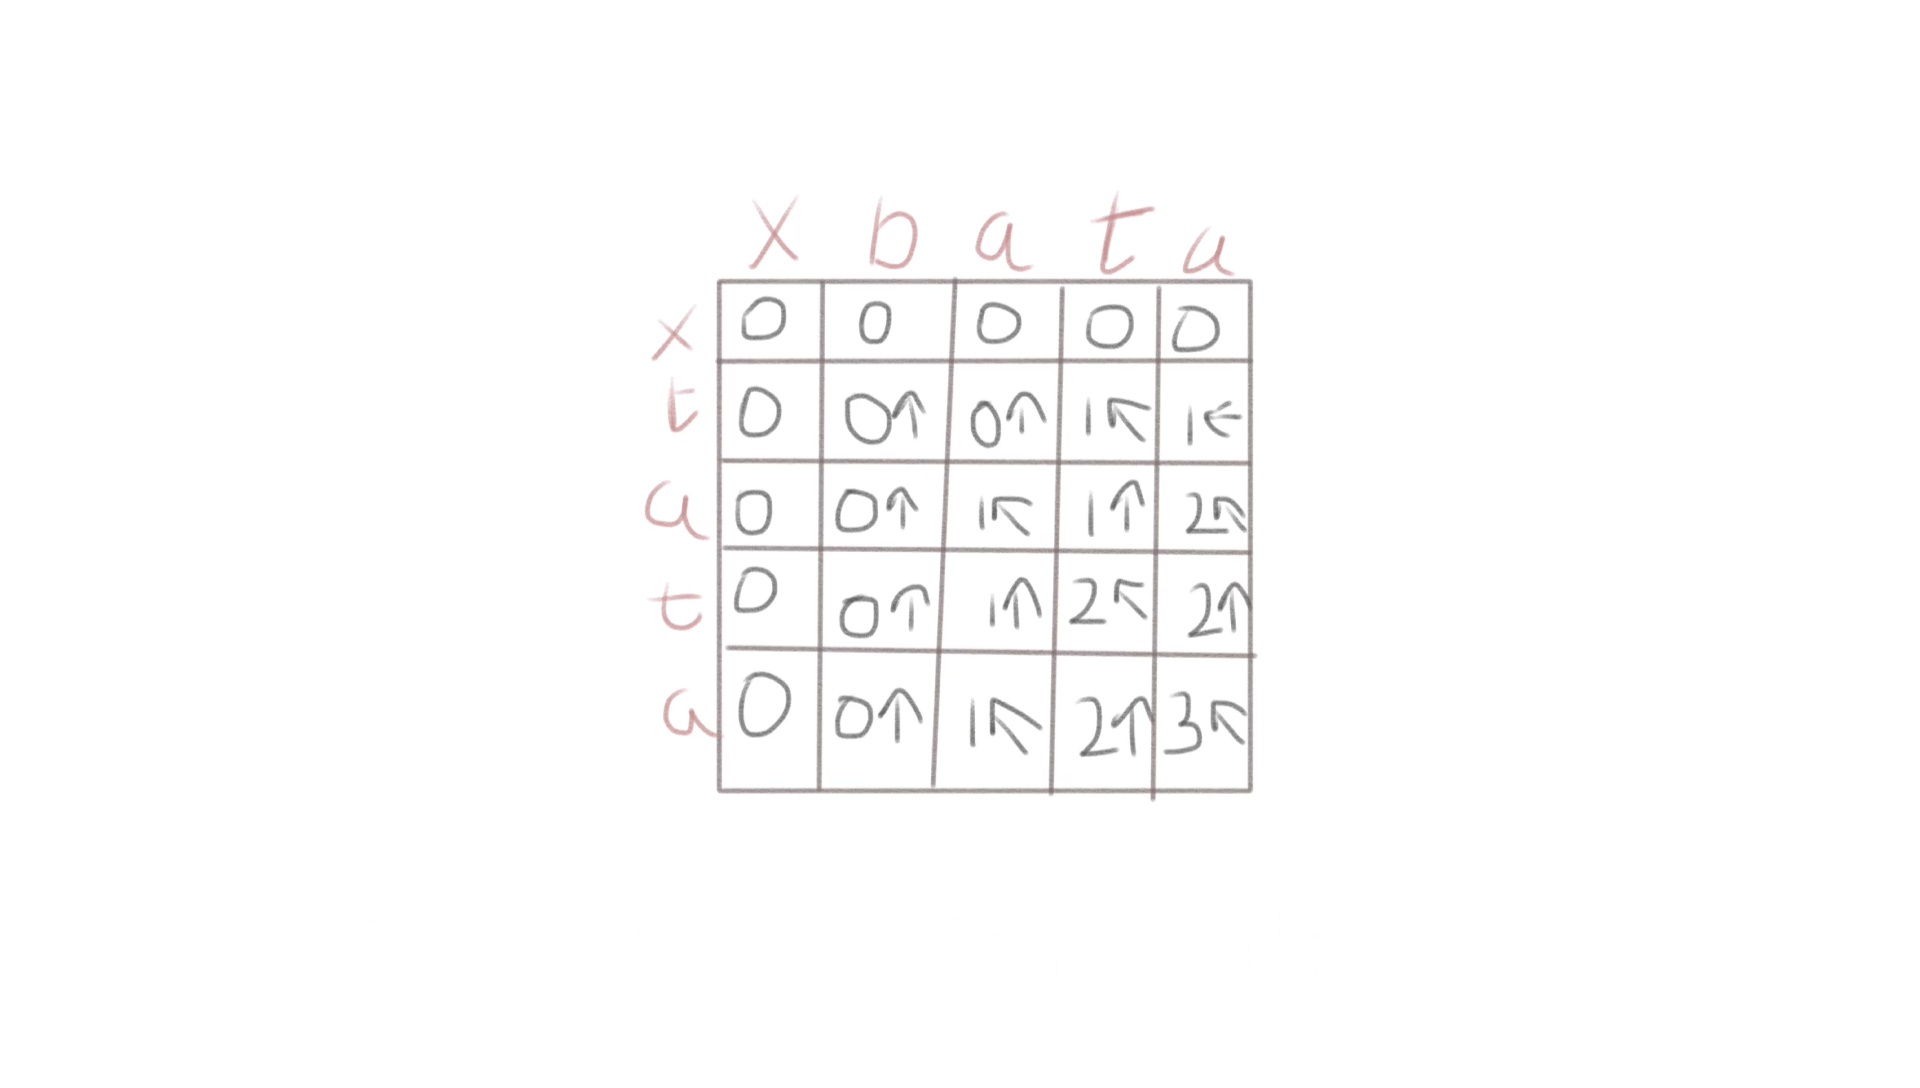 x b a t a
x 0 0 0 0 0
t 0 0↑ 0↑ 1↖ 1←
a 0 0↑ 1↖ 1↑ 2↖
t 0 0↑ 1↑ 2↖ 2↑
a 0 0↑ 1↖ 2↑ 3↖